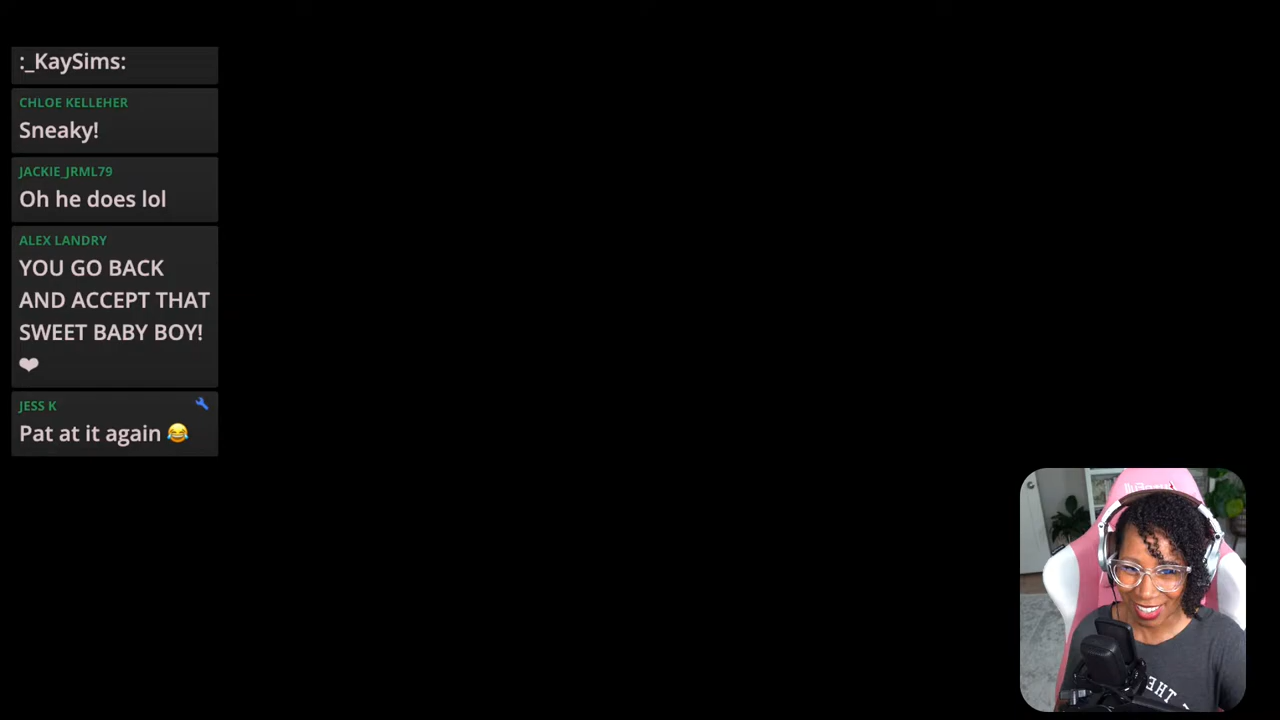 :_KaySims:
CHLOE KELLEHER
Sneaky!
JACKIE_JRML79
Oh he does lol
ALEX LANDRY
YOU GO BACK
AND ACCEPT THAT
SWEET BABY BOY!
❤
JESS K
Pat at it again 😂